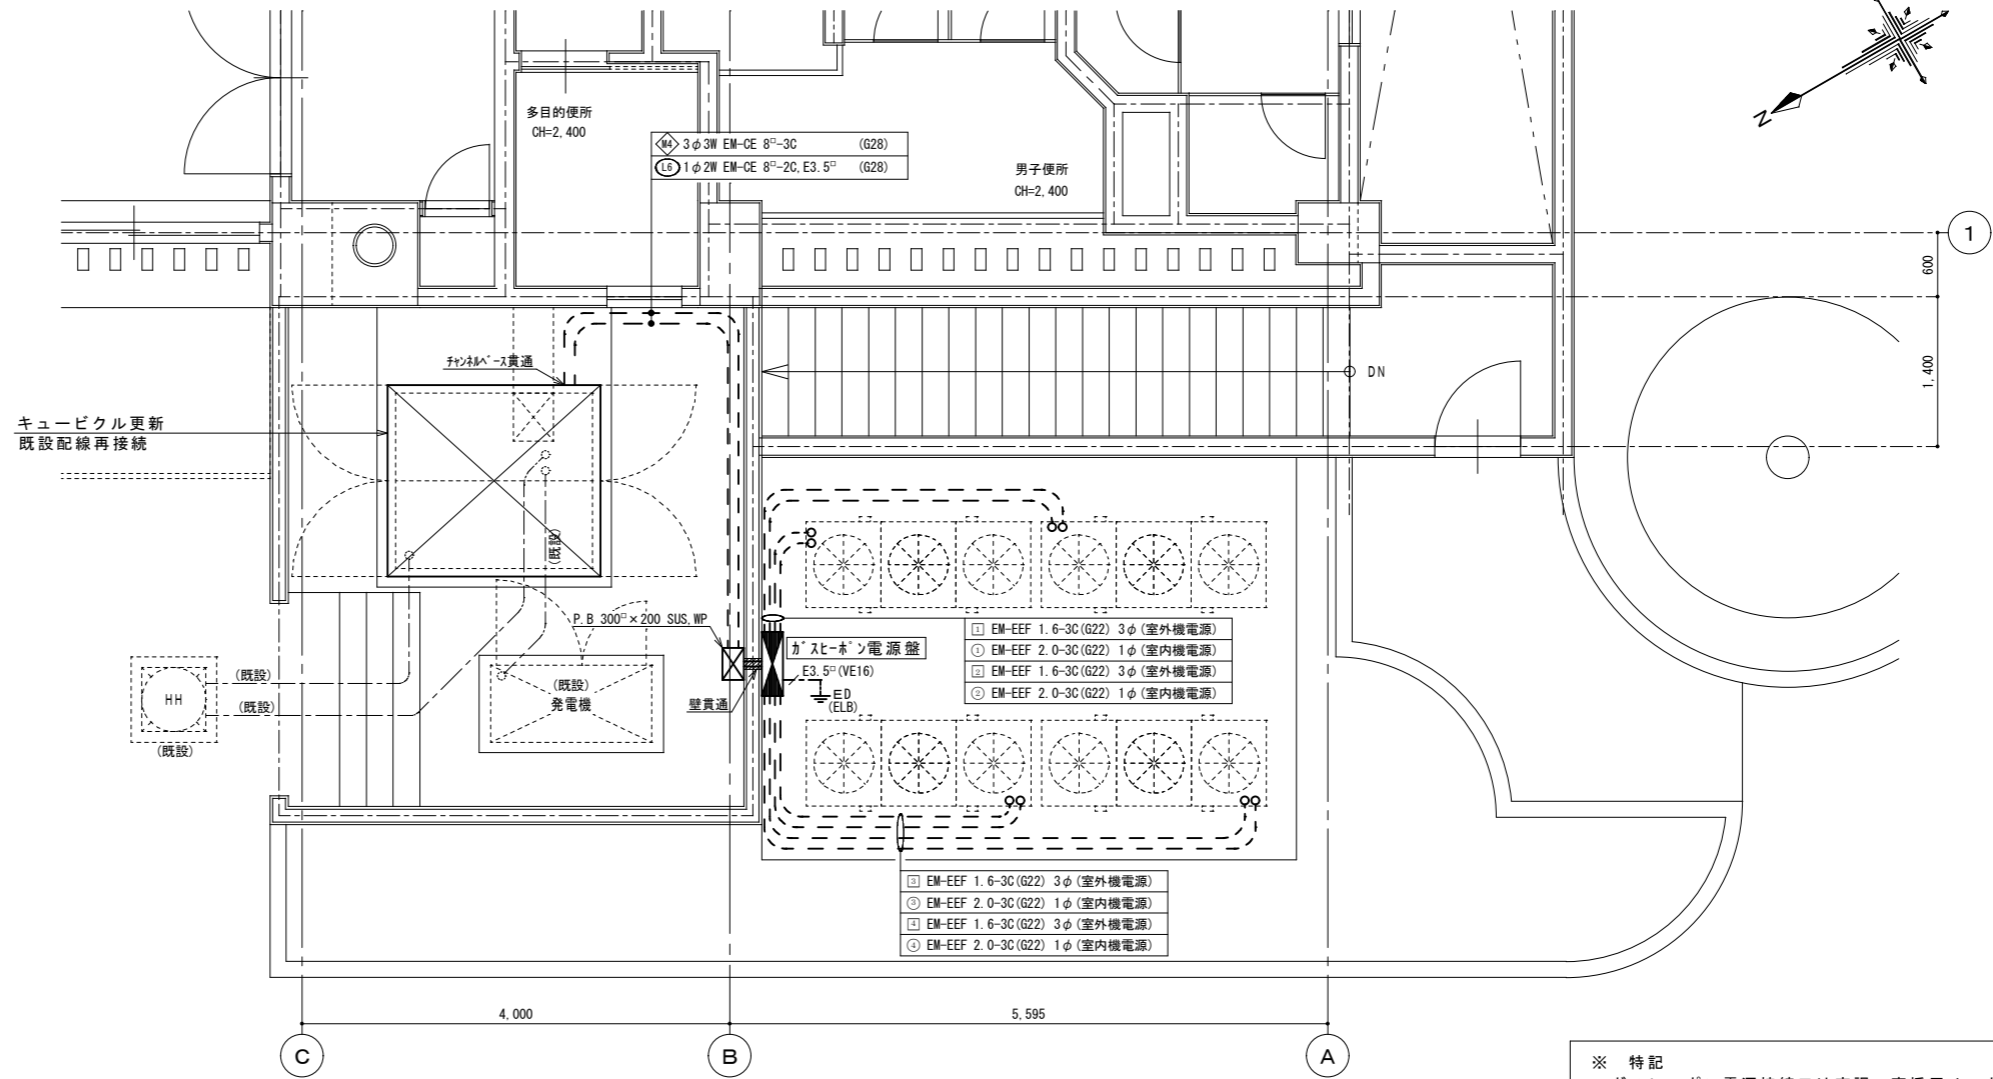 N
多目的便所
CH=2,400
M4 3φ3W EM-CE 8□-3C (G28)
L6 1φ2W EM-CE 8□-2C, E3.5□ (G28)
男子便所
CH=2,400
1
600
1,400
チャンネルベース貫通
DN
キュービクル更新
既設配線再接続
(既設)
P.B 300□×200 SUS,WP
ガスヒーポン電源盤
E3.5□(VE16)
ED
(ELB)
壁貫通
1 EM-EEF 1.6-3C(G22) 3φ(室外機電源)
1 EM-EEF 2.0-3C(G22) 1φ(室内機電源)
2 EM-EEF 1.6-3C(G22) 3φ(室外機電源)
2 EM-EEF 2.0-3C(G22) 1φ(室内機電源)
(既設)
(既設)
HH
(既設)
(既設)
発電機
3 EM-EEF 1.6-3C(G22) 3φ(室外機電源)
3 EM-EEF 2.0-3C(G22) 1φ(室内機電源)
4 EM-EEF 1.6-3C(G22) 3φ(室外機電源)
4 EM-EEF 2.0-3C(G22) 1φ(室内機電源)
4,000
5,595
C
B
A
※ 特記